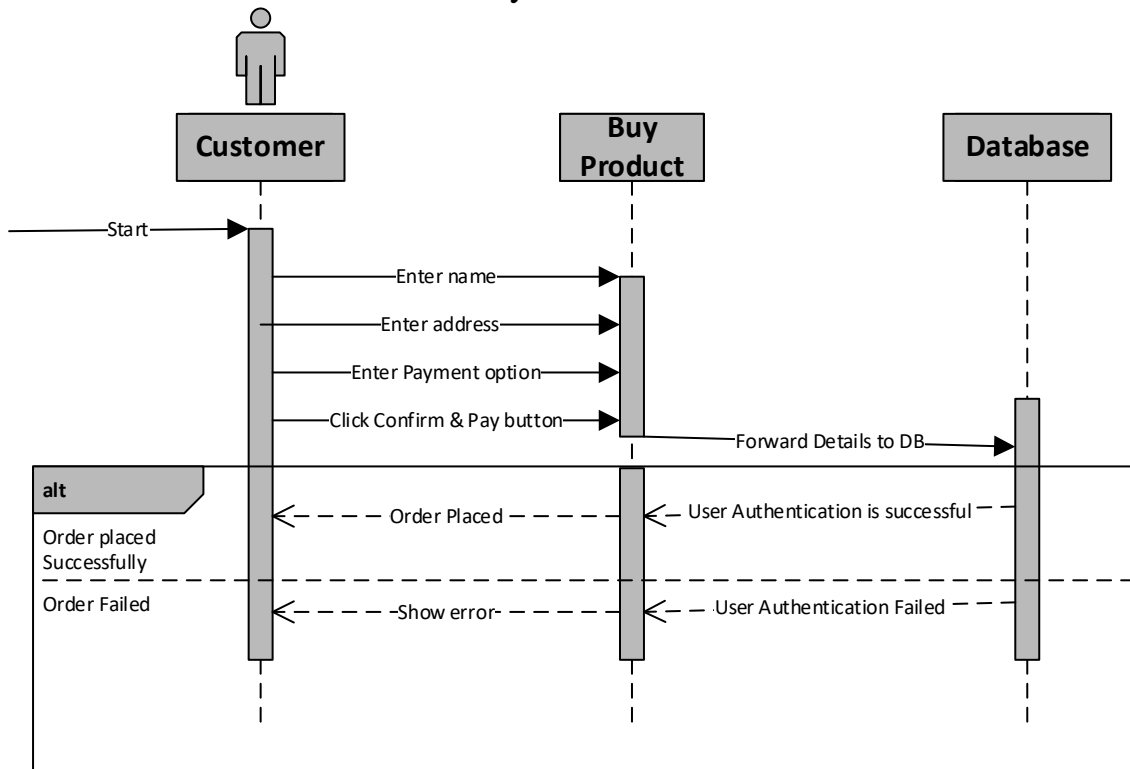 Customer
Buy
Product
Database
Start
Enter name
Enter address
Enter Payment option
Click Confirm & Pay button
Forward Details to DB
alt
Order placed
Successfully
Order Placed
User Authentication is successful
Order Failed
Show error
User Authentication Failed